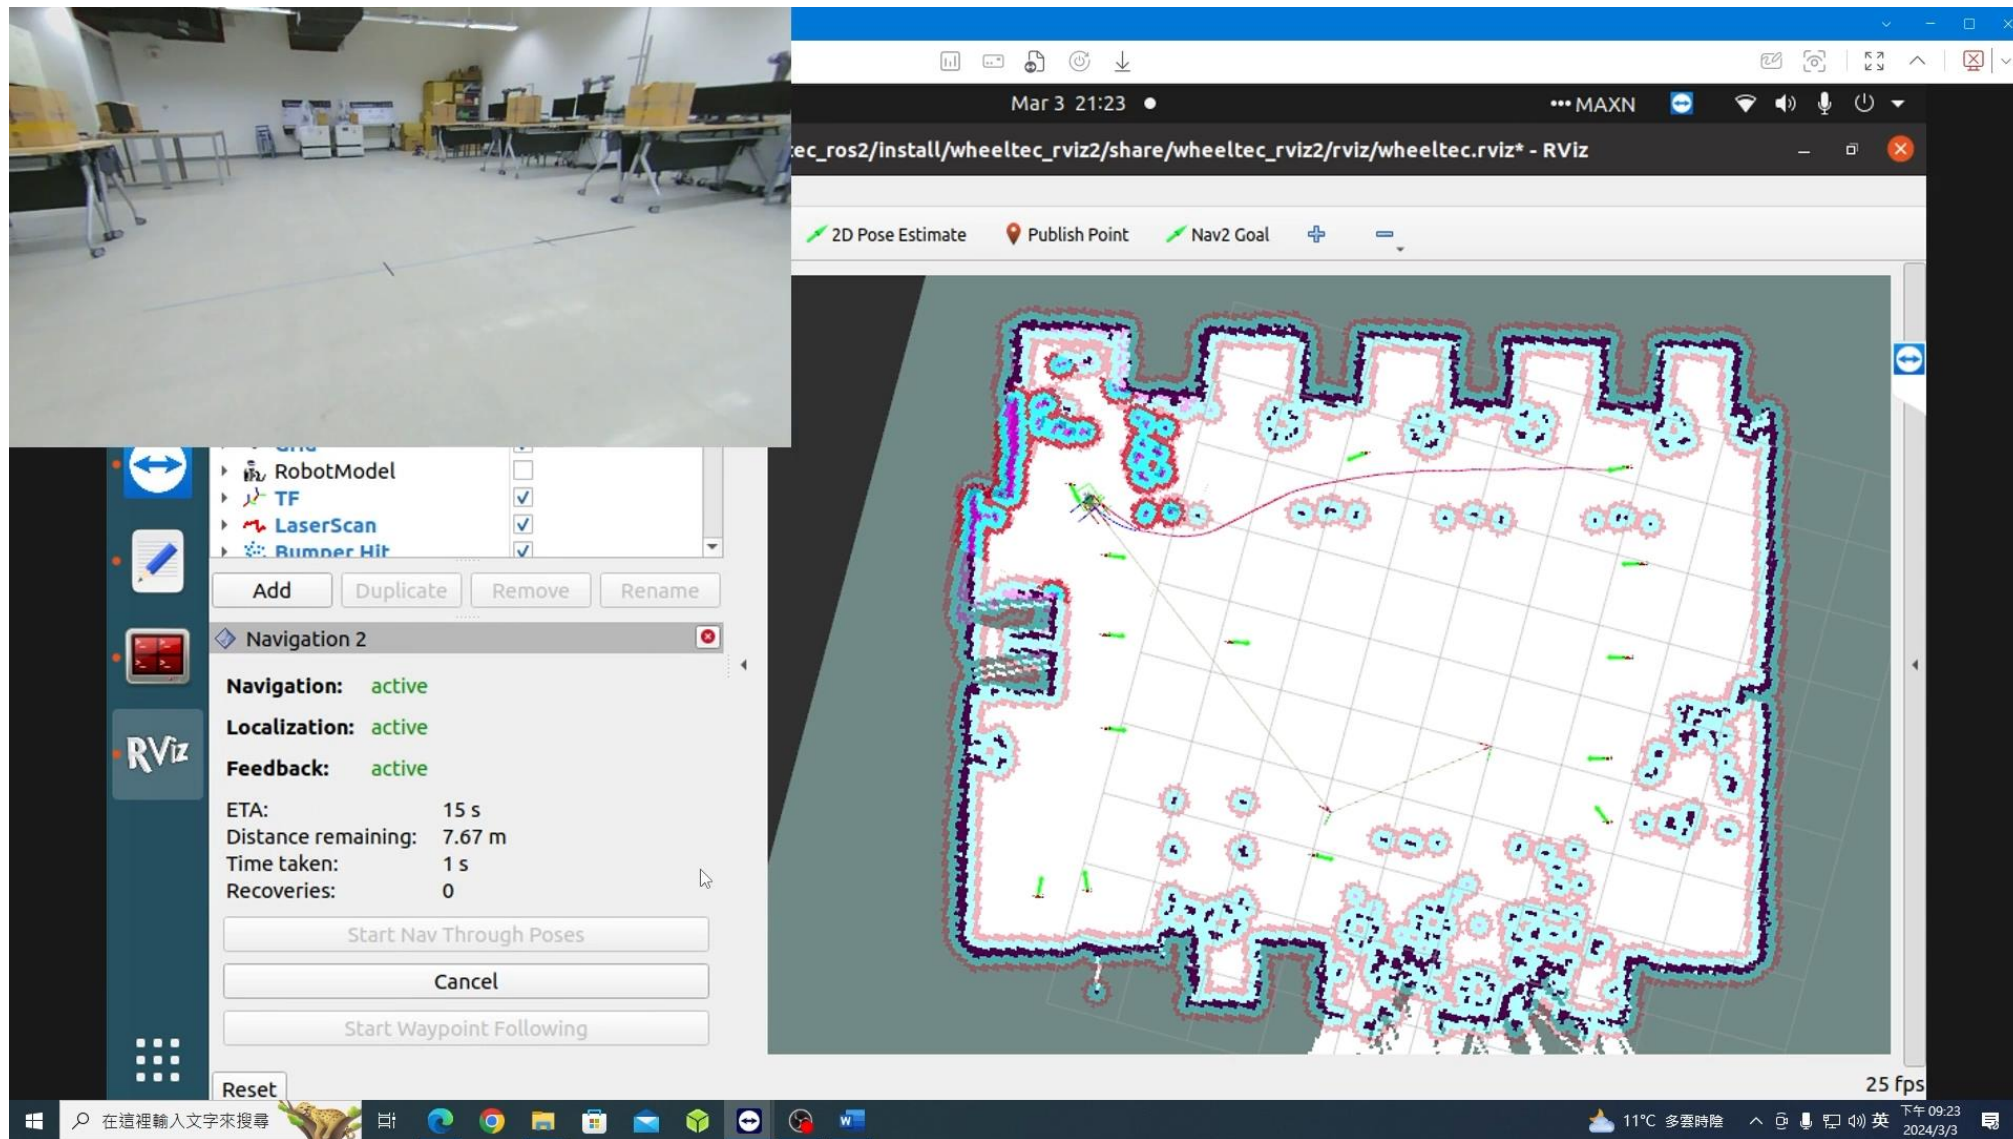 Mar 3 21:23
MAXN
tec_ros2/install/wheeltec_rviz2/share/wheeltec_rviz2/rviz/wheeltec.rviz* - RViz
2D Pose Estimate
Publish Point
Nav2 Goal
Grid
RobotModel
TF
LaserScan
Bumper Hit
Add
Duplicate
Remove
Rename
Navigation 2
Navigation: active
Localization: active
RViz
Feedback: active
ETA: 15 s
Distance remaining: 7.67 m
Time taken: 1 s
Recoveries: 0
Start Nav Through Poses
Cancel
Start Waypoint Following
Reset
25 fps
在這裡輸入文字來搜尋
W
11°C 多雲時陰
英
下午 09:23
2024/3/3